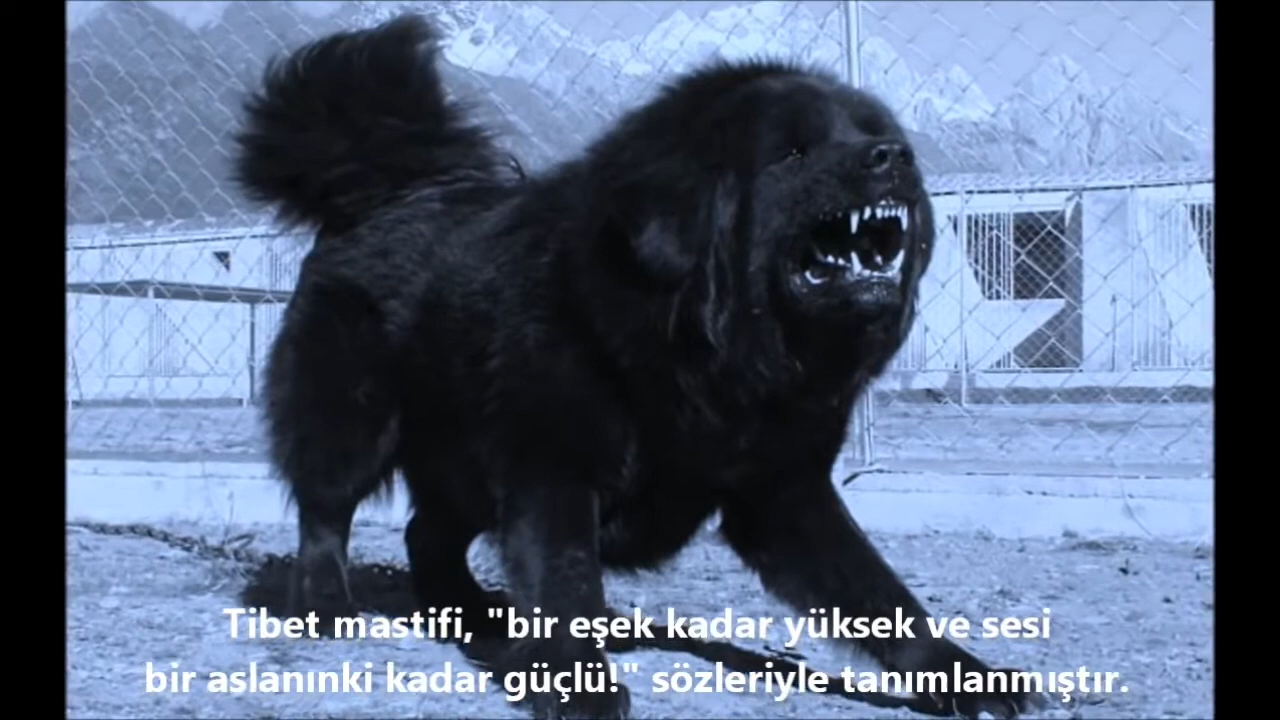 Tibet mastifi, "bir eşek kadar yüksek ve sesi
bir aslanınki kadar güçlü!" sözleriyle tanımlanmıştır.